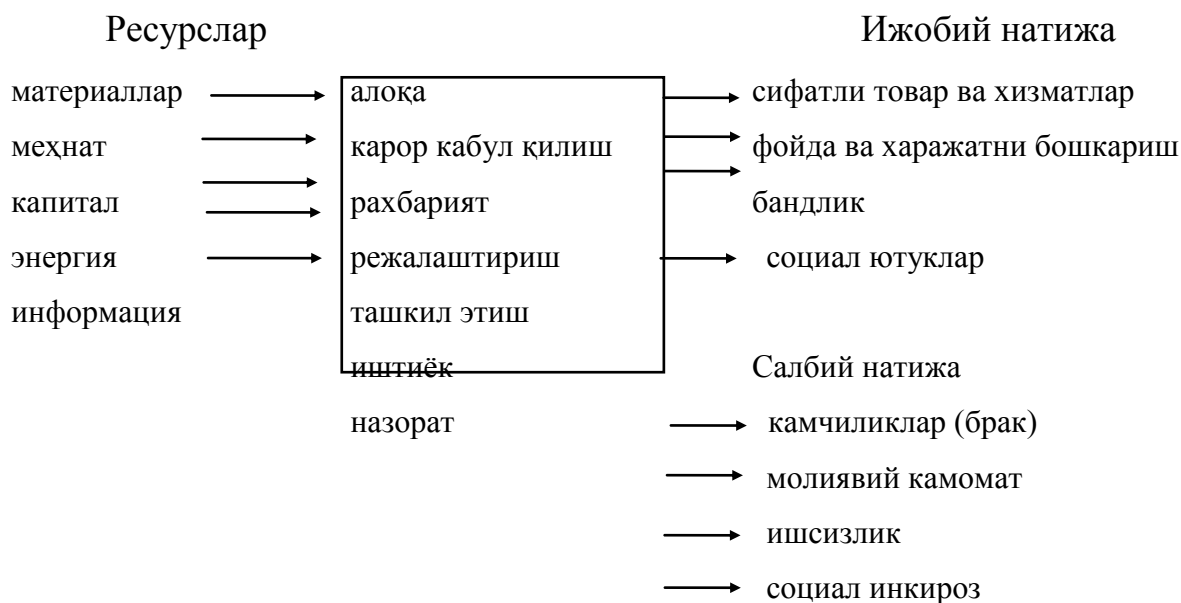 Ресурслар
Ижобий натижа
материаллар
алоқа
сифатли товар ва хизматлар
меҳнат
карор кабул қилиш
фойда ва харажатни бошкариш
капитал
рахбарият
бандлик
энергия
режалаштириш
социал ютуклар
информация
ташкил этиш
иштиёк
Салбий натижа
назорат
камчиликлар (брак)
молиявий камомат
ишсизлик
социал инкироз